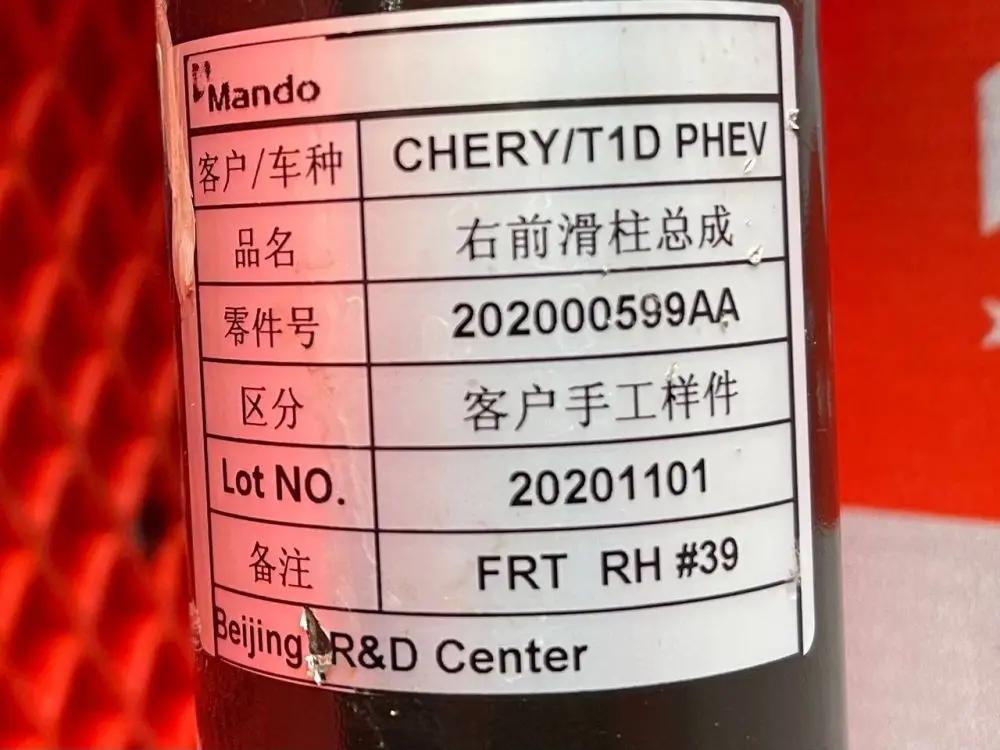 Mando
客户/车种 CHERY/T1D PHEV
品名 右前滑柱总成
零件号 202000599AA
区分 客户手工样件
Lot NO. 20201101
备注 FRT RH #39
Beijing R&D Center